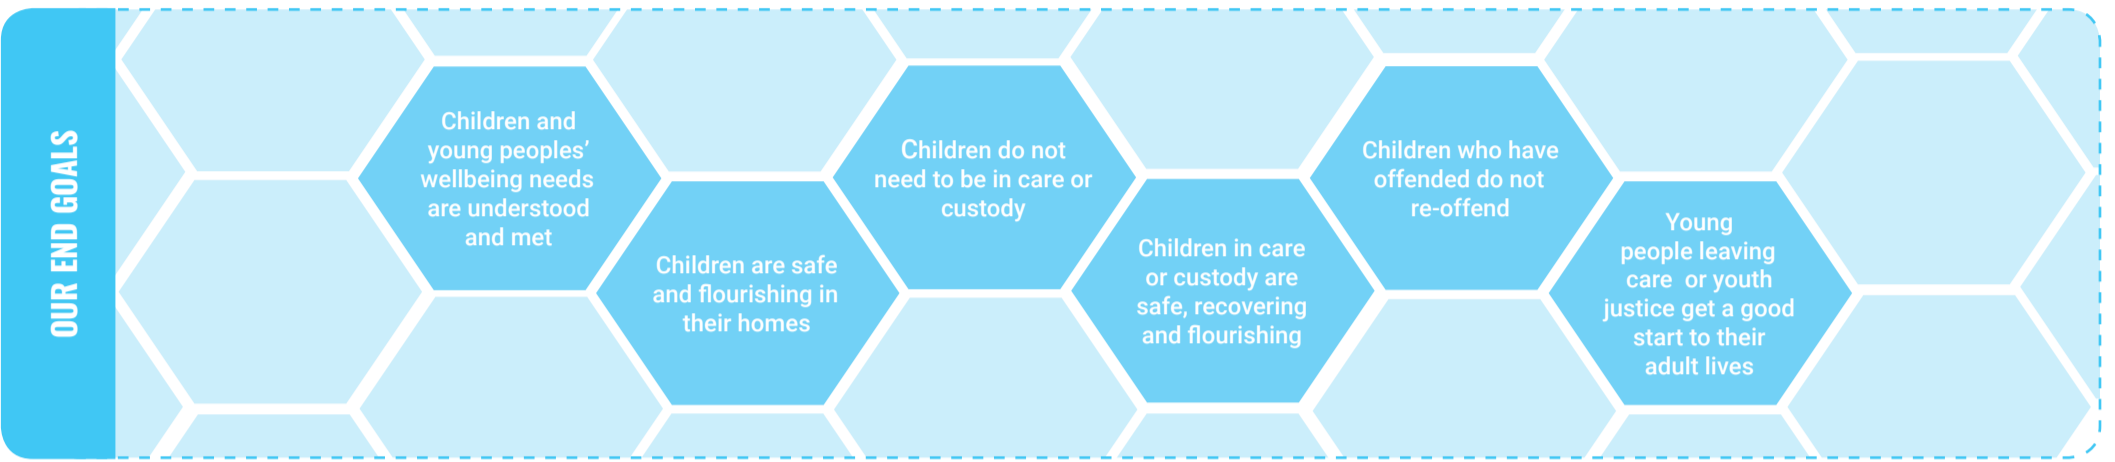 OUR END GOALS
Children and
young peoples’
wellbeing needs
are understood
and met
Children are safe
and flourishing in
their homes
Children do not
need to be in care or
custody
Children in care
or custody are
safe, recovering
and flourishing
Children who have
offended do not
re-offend
Young
people leaving
care or youth
justice get a good
start to their
adult lives